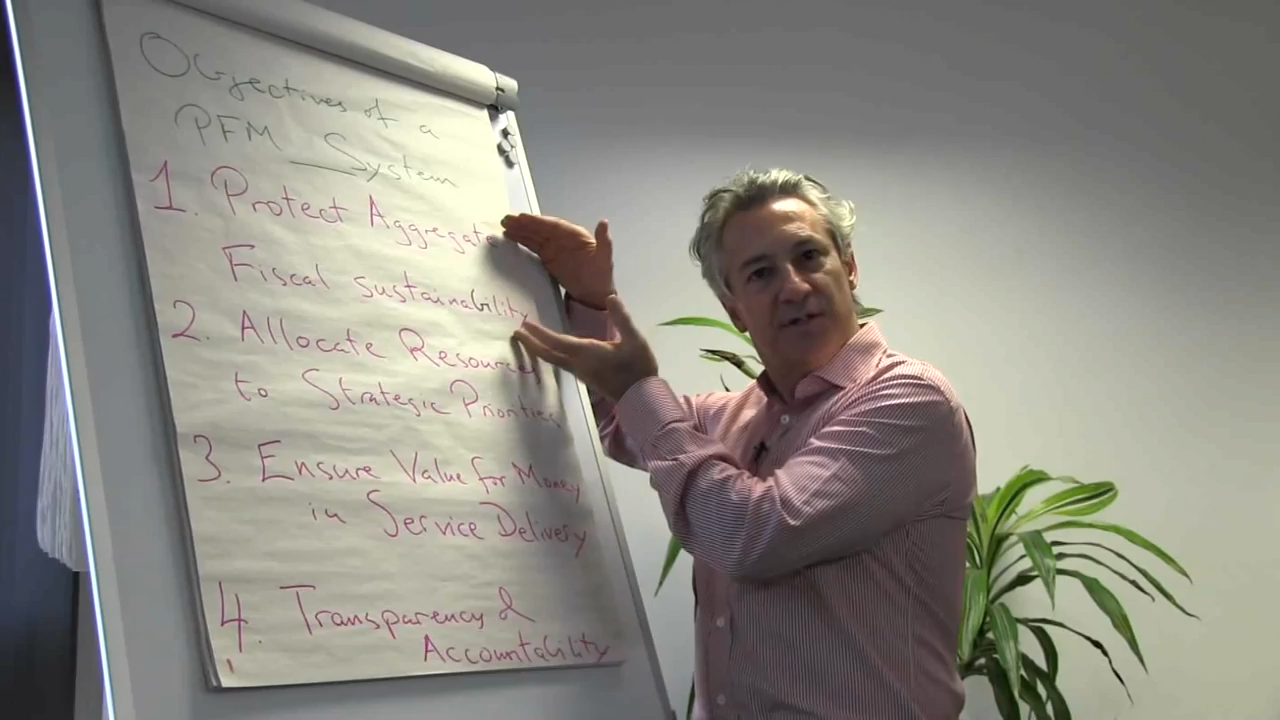 Objectives of a
PFM System
1. Protect Aggregate
Fiscal sustainability
2. Allocate Resourc
to Strategic Priorities
3. Ensure Value for Money
in Service Delivery
4. Transparency &
Accountability